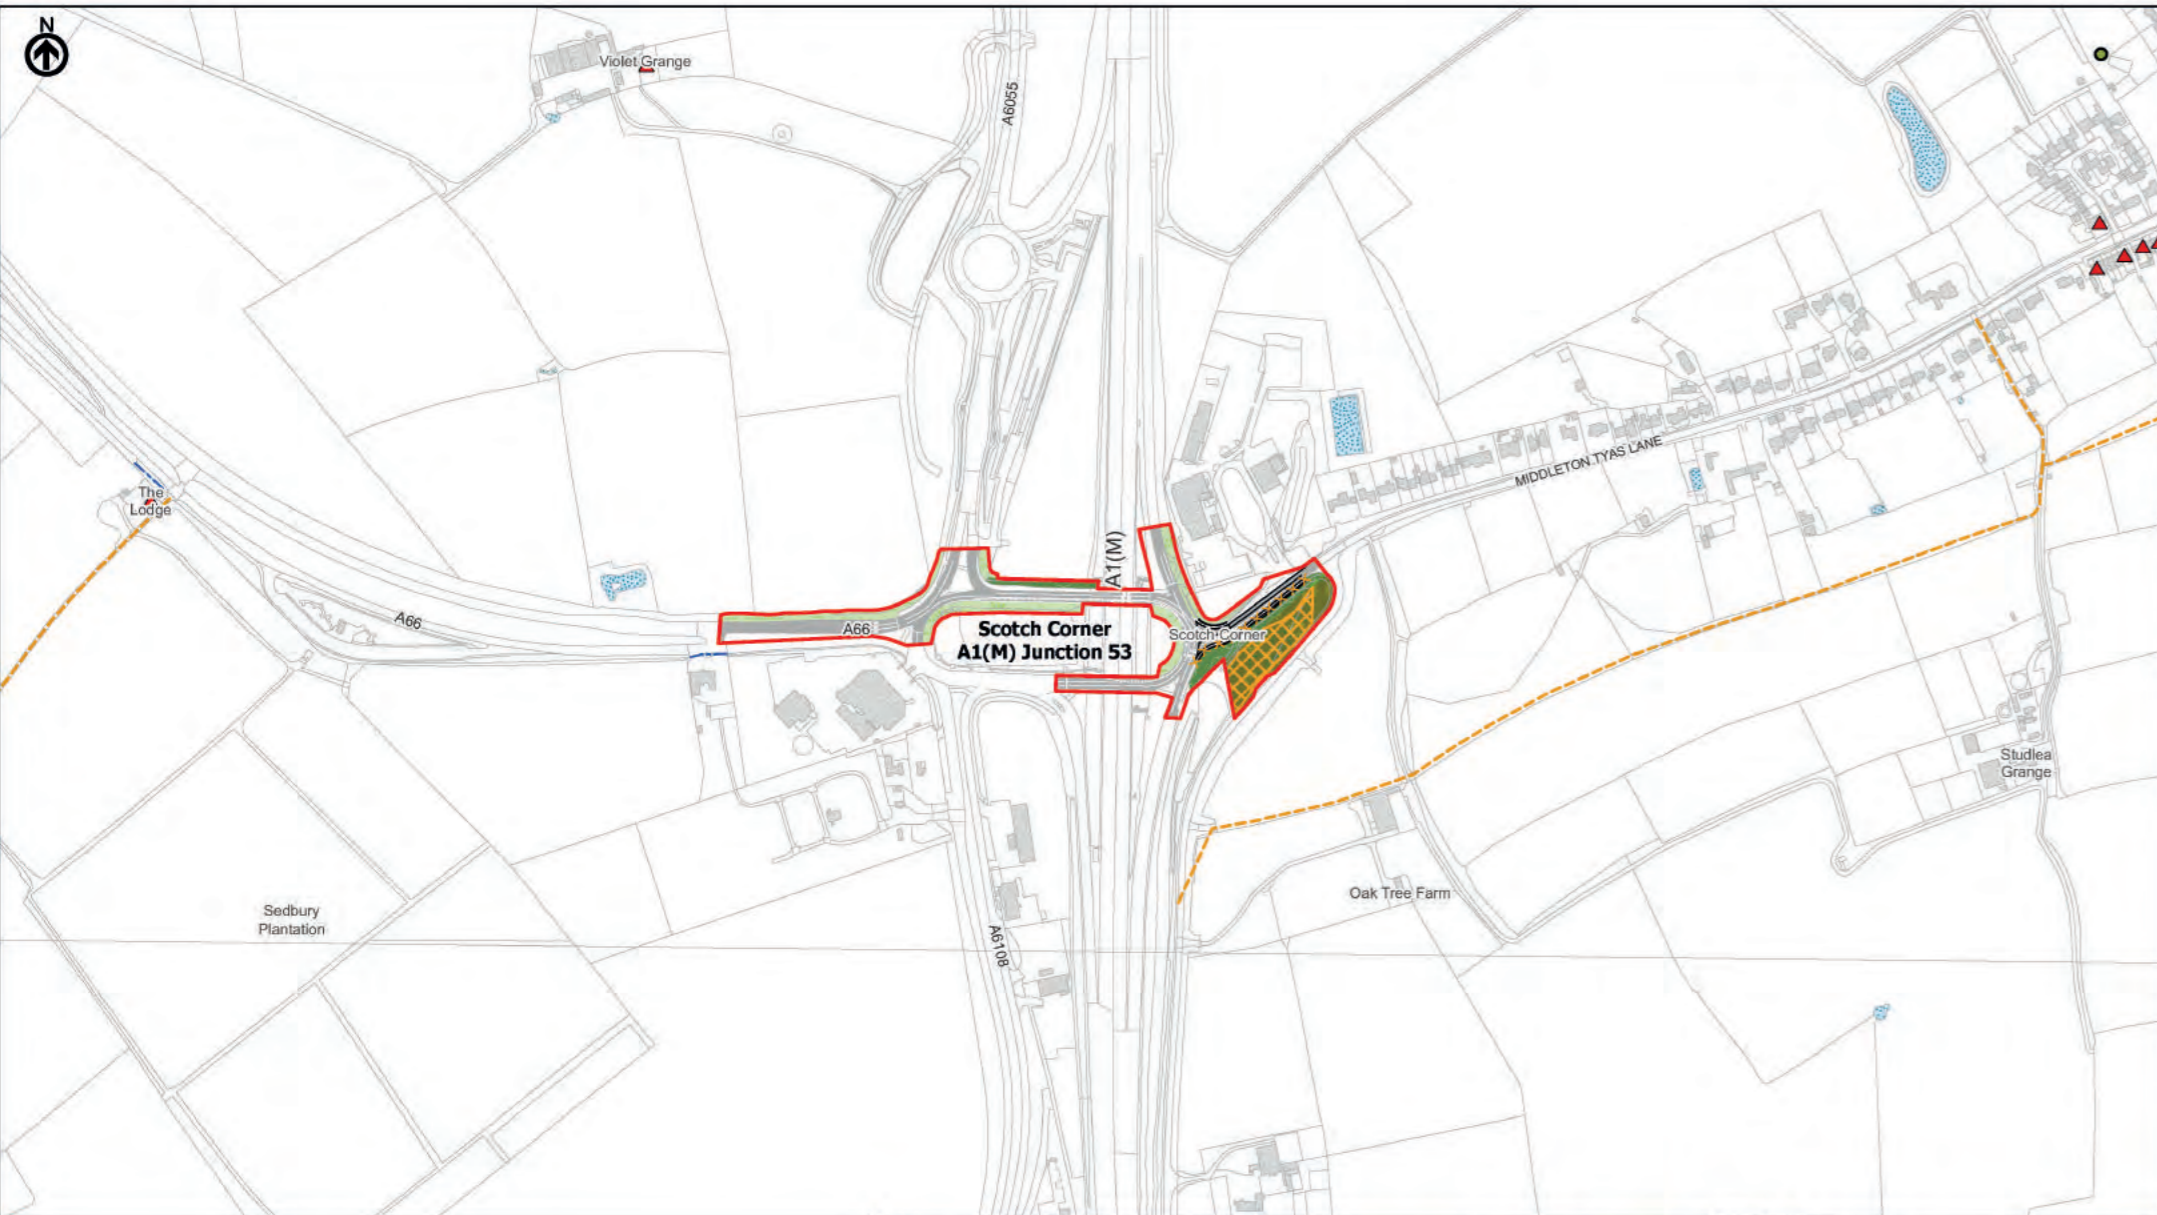 N
Violet Grange
A6055
The
Lodge
A66
A1(M)
MIDDLETON TYAS LANE
A66
Scotch Corner
A1(M) Junction 53
Scotch Corner
Studlea
Grange
Oak Tree Farm
Sedbury
Plantation
A6108